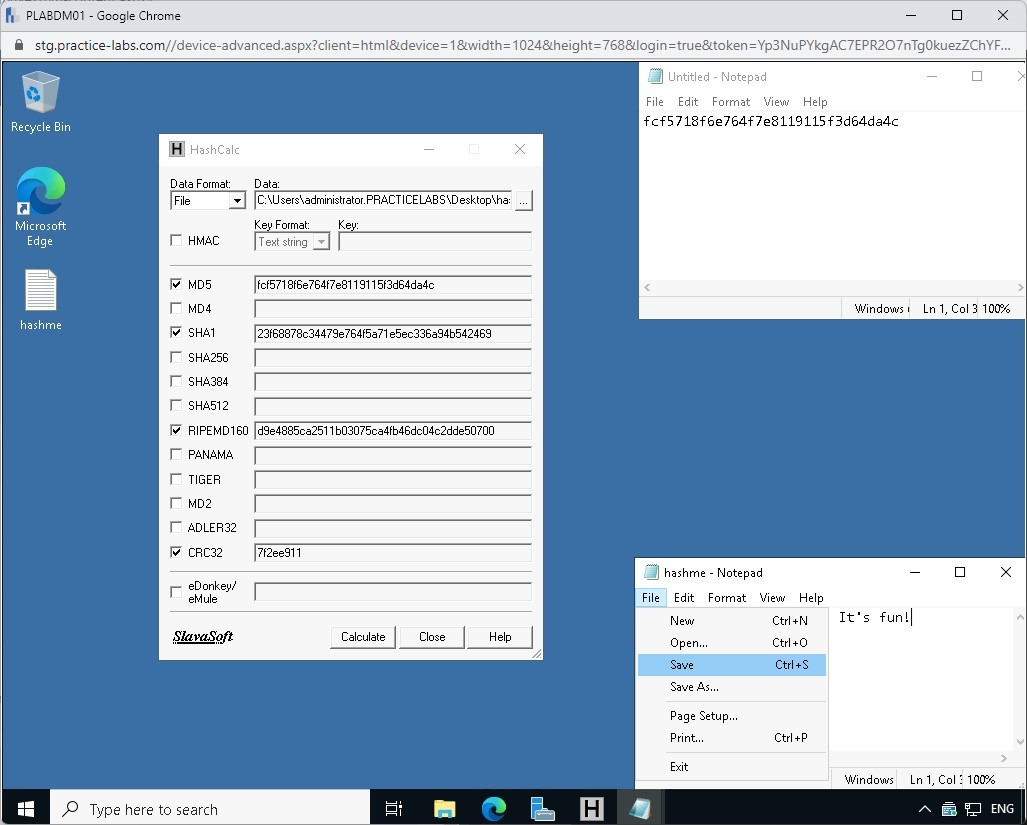 PLABDM01 - Google Chrome
stg.practice-labs.com//device-advanced.aspx?client=html&device=1&width=1024&height=768&login=true&token=Yp3NuPYkgAC7EPR2O7nTg0kuezZChYF...
Recycle Bin
Microsoft
Edge
hashme
HashCalc
Data Format:
Data:
File
C:\Users\administrator.PRACTICELABS\Desktop\has
...
HMAC
Key Format:
Key:
Text string
MD5
fcf5718f6e764f7e8119115f3d64da4c
MD4
SHA1
23f68878c34479e764f5a71e5ec336a94b542469
SHA256
SHA384
SHA512
RIPEMD160
d9e4885ca2511b03075ca4fb46dc04c2dde50700
PANAMA
TIGER
MD2
ADLER32
CRC32
7f2ee911
eDonkey/
eMule
SlavaSoft
Calculate
Close
Help
Untitled - Notepad
File Edit Format View Help
fcf5718f6e764f7e8119115f3d64da4c
Windows
Ln 1, Col 3
100%
hashme - Notepad
File Edit Format View Help
New Ctrl+N
Open... Ctrl+O
Save Ctrl+S
Save As...
Page Setup...
Print... Ctrl+P
Exit
It's fun!
Windows
Ln 1, Col
100%
Type here to search
H
ENG